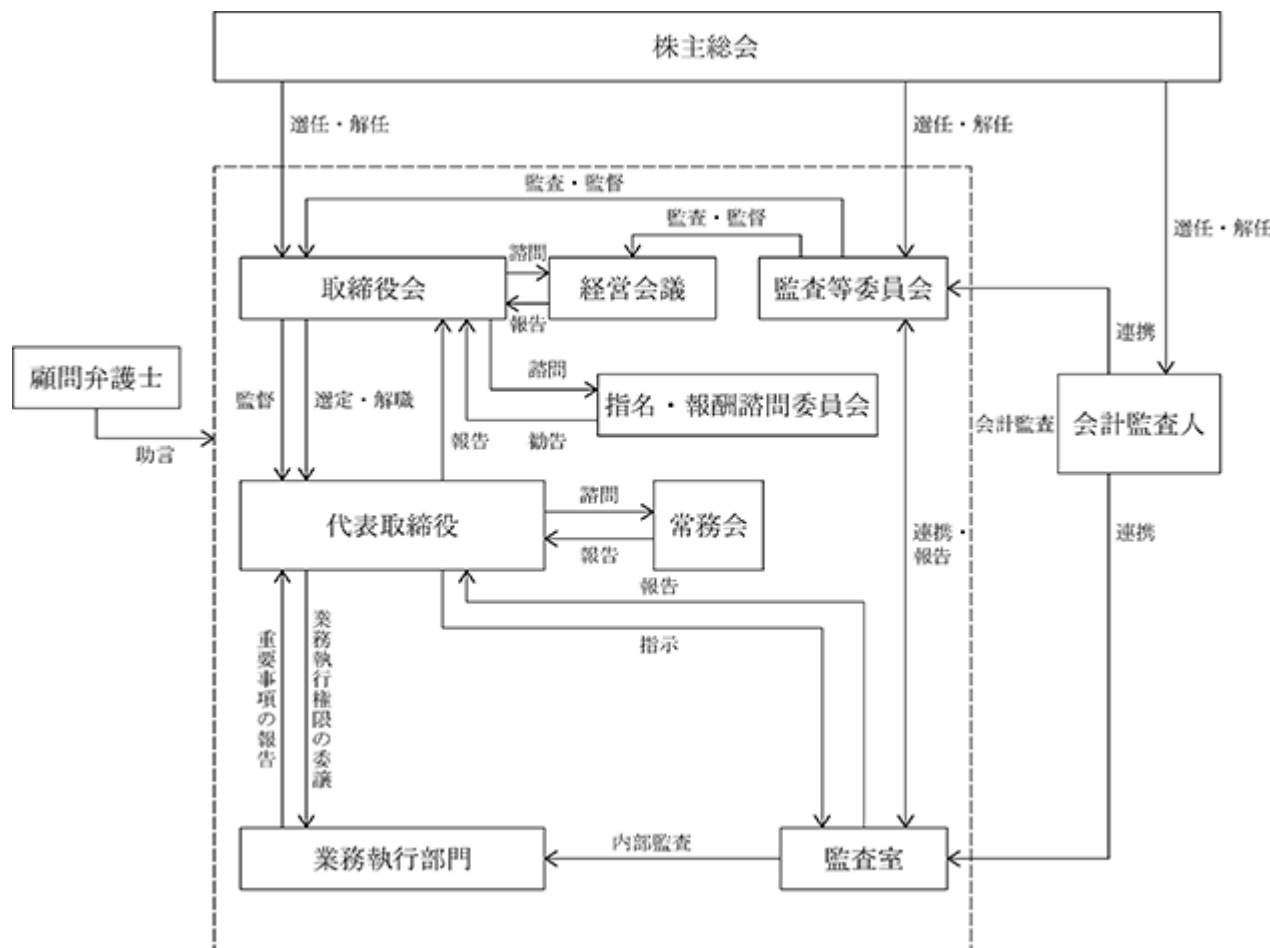 株主総会
選任・解任
選任・解任
選任・解任
監査・監督
監査・監督
取締役会
諮問
報告
経営会議
監査等委員会
連携
顧問弁護士
助言
監督
選定・解職
報告
諮問
勧告
指名・報酬諮問委員会
会計監査
会計監査人
代表取締役
諮問
報告
常務会
連携・
報告
連携
報告
指示
重要事項の報告
業務執行権限の委譲
業務執行部門
内部監査
監査室